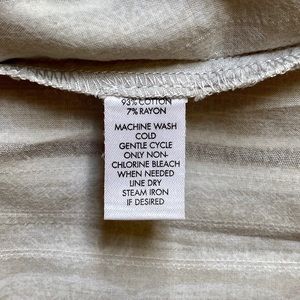 93% COTTON
7% RAYON
MACHINE WASH
COLD
GENTLE CYCLE
ONLY NON-
CHLORINE BLEACH
WHEN NEEDED
LINE DRY
STEAM IRON
IF DESIRED